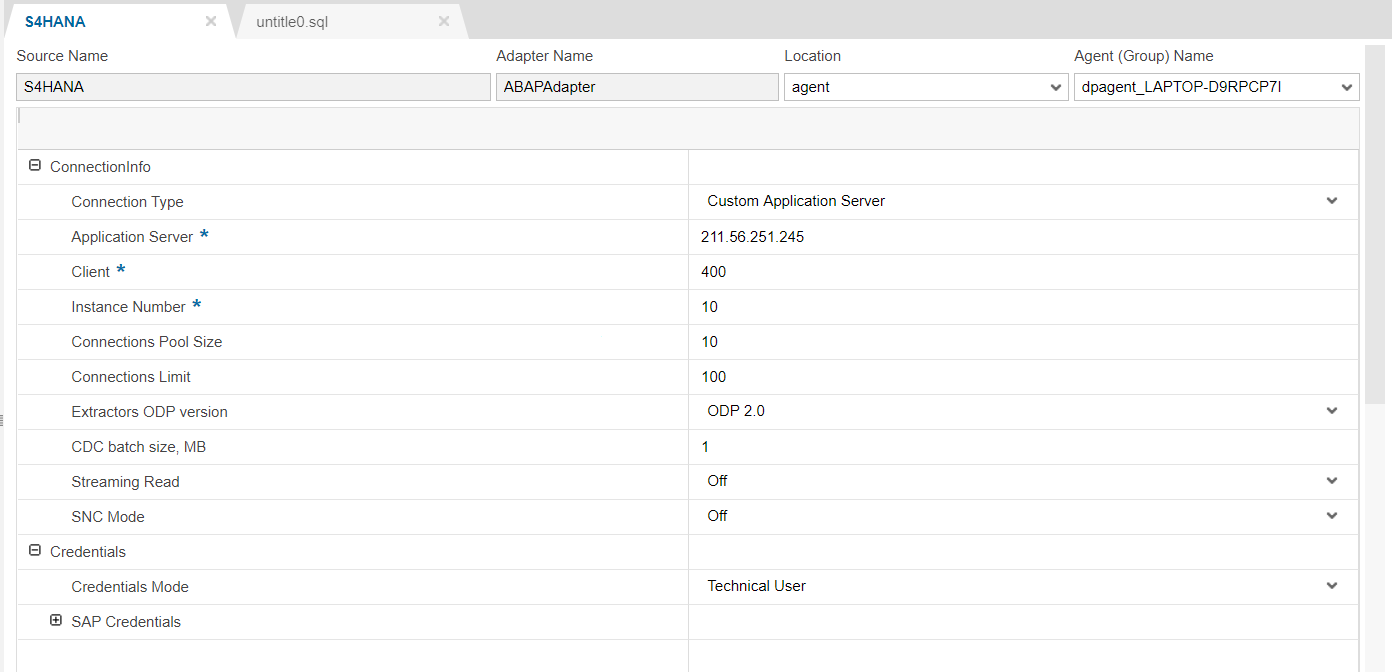 S4HANA
untitle0.sql
Source Name Adapter Name Location Agent (Group) Name
S4HANA ABAPAdapter agent dpagent_LAPTOP-D9RPCP7I
ConnectionInfo
Connection Type Custom Application Server
Application Server * 211.56.251.245
Client * 400
Instance Number * 10
Connections Pool Size 10
Connections Limit 100
Extractors ODP version ODP 2.0
CDC batch size, MB 1
Streaming Read Off
SNC Mode Off
Credentials
Credentials Mode Technical User
SAP Credentials